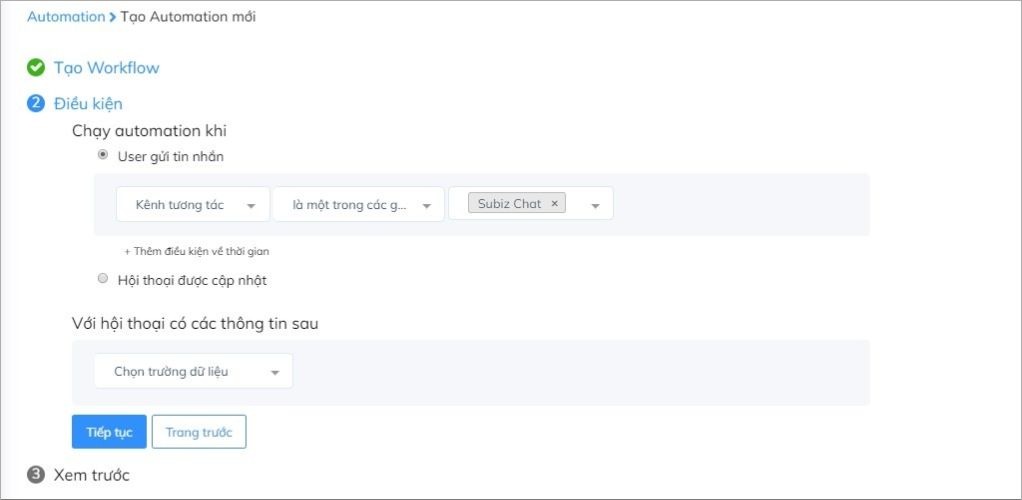 Automation > Tạo Automation mới
Tạo Workflow
2 Điều kiện
Chạy automation khi
User gửi tin nhắn
Kênh tương tác là một trong các g... Subiz Chat ×
+ Thêm điều kiện về thời gian
Hội thoại được cập nhật
Với hội thoại có các thông tin sau
Chọn trường dữ liệu
Tiếp tục Trang trước
3 Xem trước